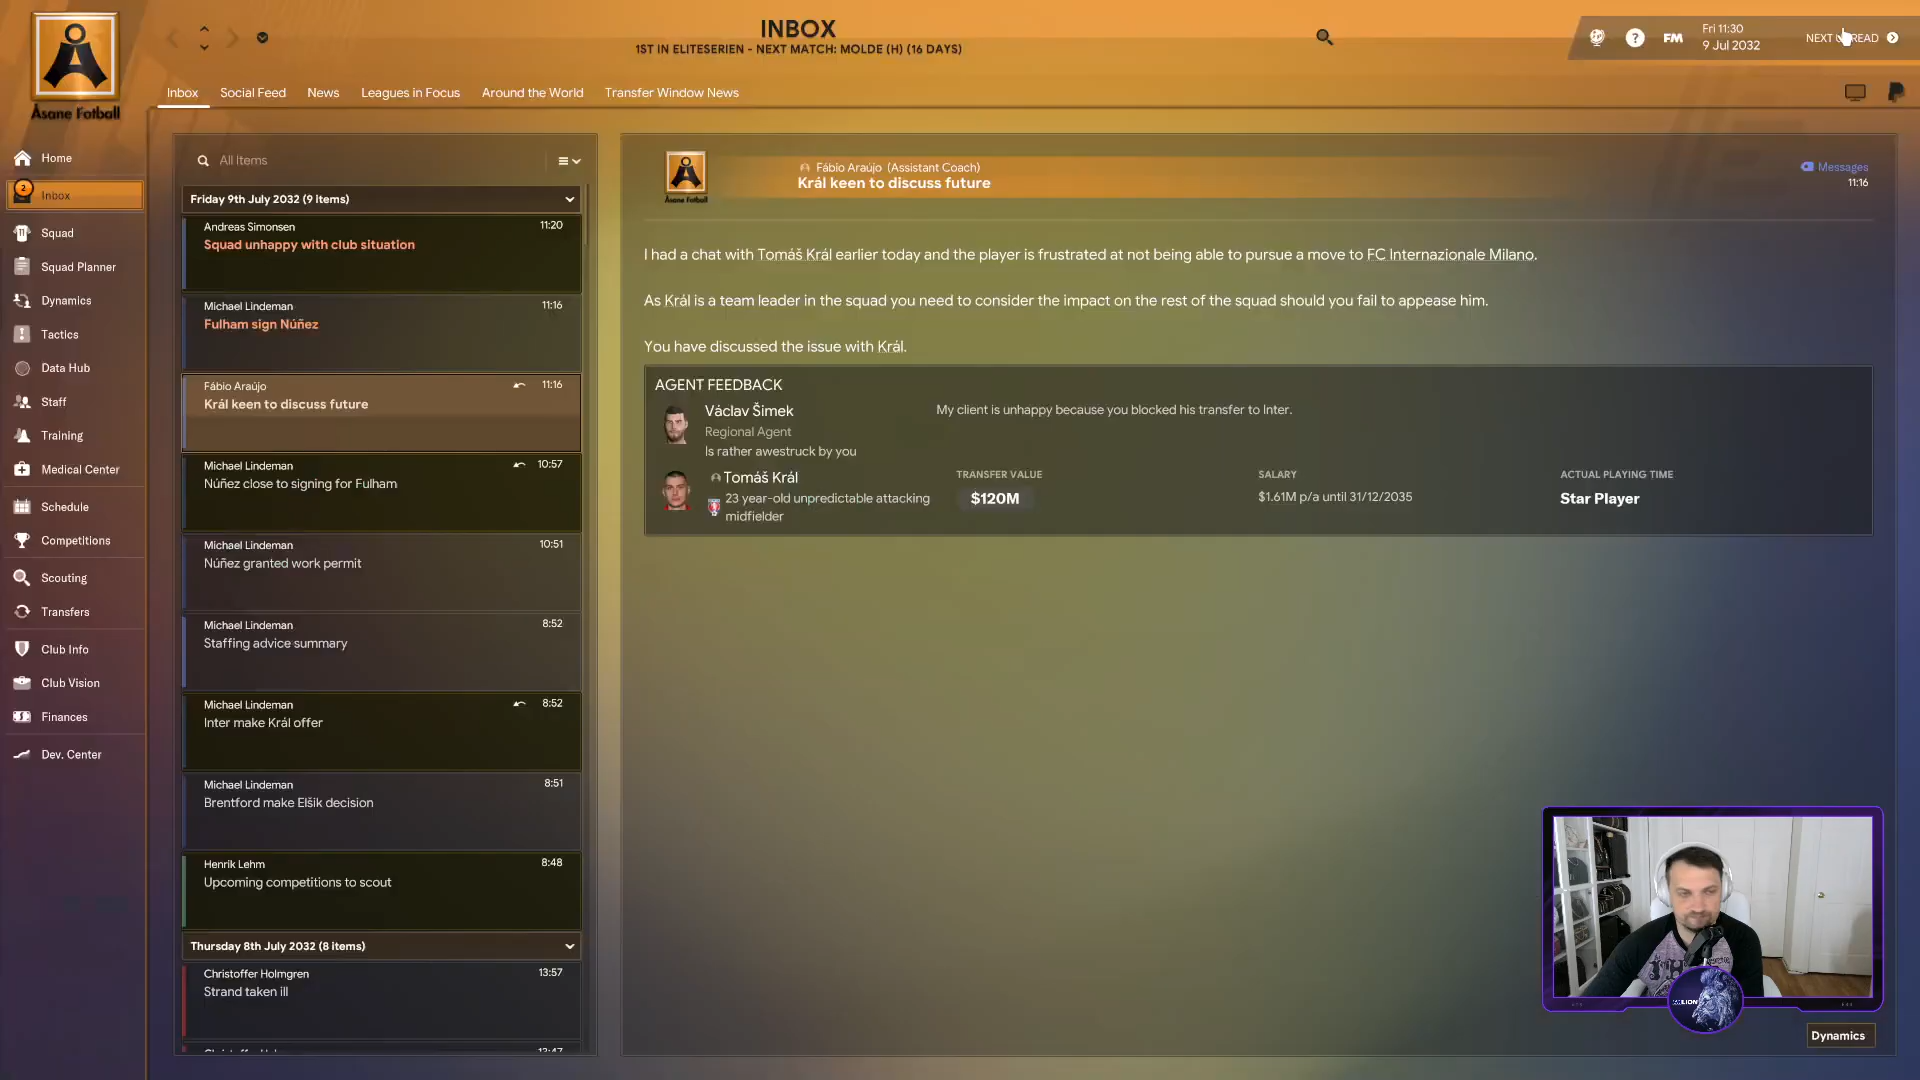 INBOX
1ST IN ELITESERIEN - NEXT MATCH: MOLDE (H) (16 DAYS)
FM
Fri 11:30
9 Jul 2032
Åsane Fotball
Inbox
Social Feed
News
Leagues in Focus
Around the World
Transfer Window News
Home
2
Inbox
Squad
Squad Planner
Dynamics
Tactics
Data Hub
Staff
Training
Medical Center
Schedule
Competitions
Scouting
Transfers
Club Info
Club Vision
Finances
Dev. Center
All Items
Friday 9th July 2032 (9 items)
Andreas Simonsen 11:20
Squad unhappy with club situation
Michael Lindeman 11:16
Fulham sign Núñez
Fábio Araújo 11:16
Král keen to discuss future
Michael Lindeman 10:57
Núñez close to signing for Fulham
Michael Lindeman 10:51
Núñez granted work permit
Michael Lindeman 8:52
Staffing advice summary
Michael Lindeman 8:52
Inter make Král offer
Michael Lindeman 8:51
Brentford make Elšik decision
Henrik Lehm 8:48
Upcoming competitions to scout
Thursday 8th July 2032 (8 items)
Christoffer Holmgren 13:57
Strand taken ill
Åsane Fotball
Fábio Araújo (Assistant Coach)
Král keen to discuss future
Messages
11:16
I had a chat with Tomáš Král earlier today and the player is frustrated at not being able to pursue a move to FC Internazionale Milano.
As Král is a team leader in the squad you need to consider the impact on the rest of the squad should you fail to appease him.
You have discussed the issue with Král.
AGENT FEEDBACK
Václav Šimek
Regional Agent
Is rather awestruck by you
My client is unhappy because you blocked his transfer to Inter.
Tomáš Král
23 year-old unpredictable attacking
midfielder
TRANSFER VALUE
$120M
SALARY
$1.61M p/a until 31/12/2035
ACTUAL PLAYING TIME
Star Player
Dynamics